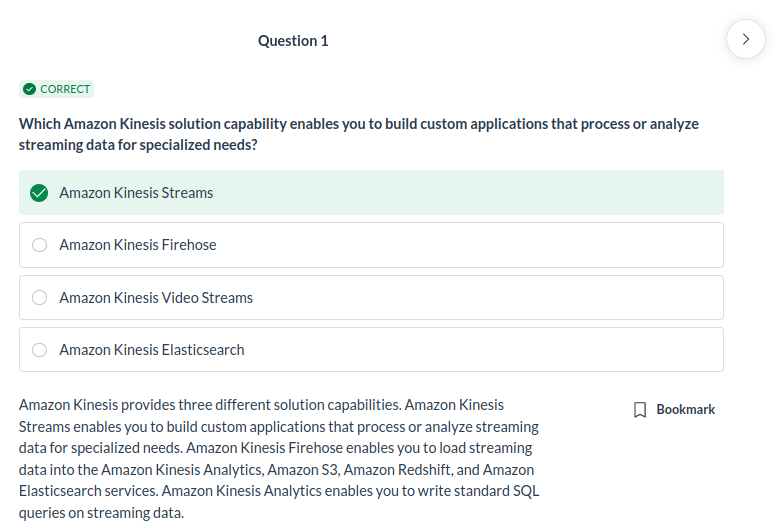 Question 1
CORRECT
Which Amazon Kinesis solution capability enables you to build custom applications that process or analyze
streaming data for specialized needs?
Amazon Kinesis Streams
Amazon Kinesis Firehose
Amazon Kinesis Video Streams
Amazon Kinesis Elasticsearch
Amazon Kinesis provides three different solution capabilities. Amazon Kinesis
Streams enables you to build custom applications that process or analyze streaming
data for specialized needs. Amazon Kinesis Firehose enables you to load streaming
data into the Amazon Kinesis Analytics, Amazon S3, Amazon Redshift, and Amazon
Elasticsearch services. Amazon Kinesis Analytics enables you to write standard SQL
queries on streaming data.
Bookmark